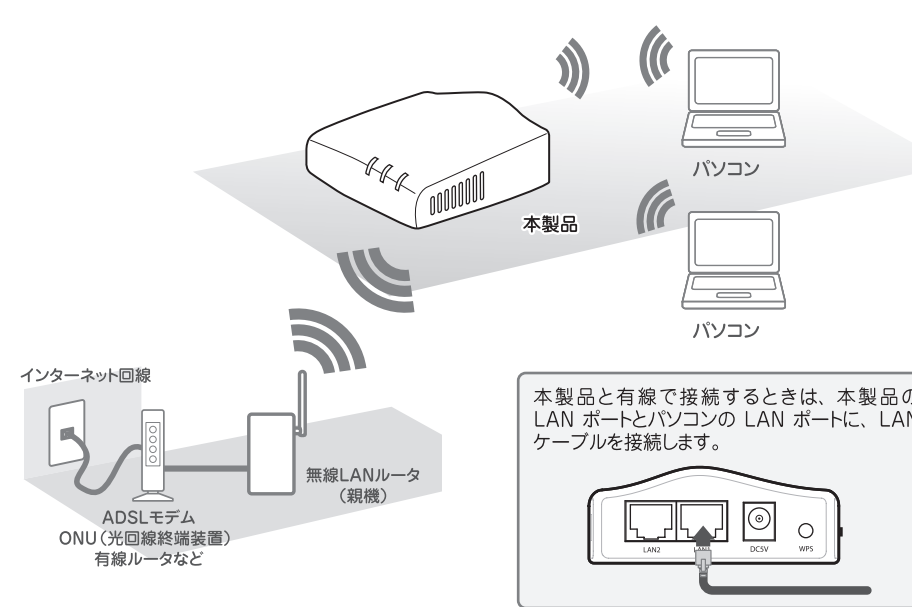 パソコン
本製品
パソコン
インターネット回線
無線LANルータ
（親機）
ADSLモデム
ONU（光回線終端装置）
有線ルータなど
本製品と有線で接続するときは、本製品の
LAN ポートとパソコンの LAN ポートに、LAN
ケーブルを接続します。
LAN2
DC5V
WPS